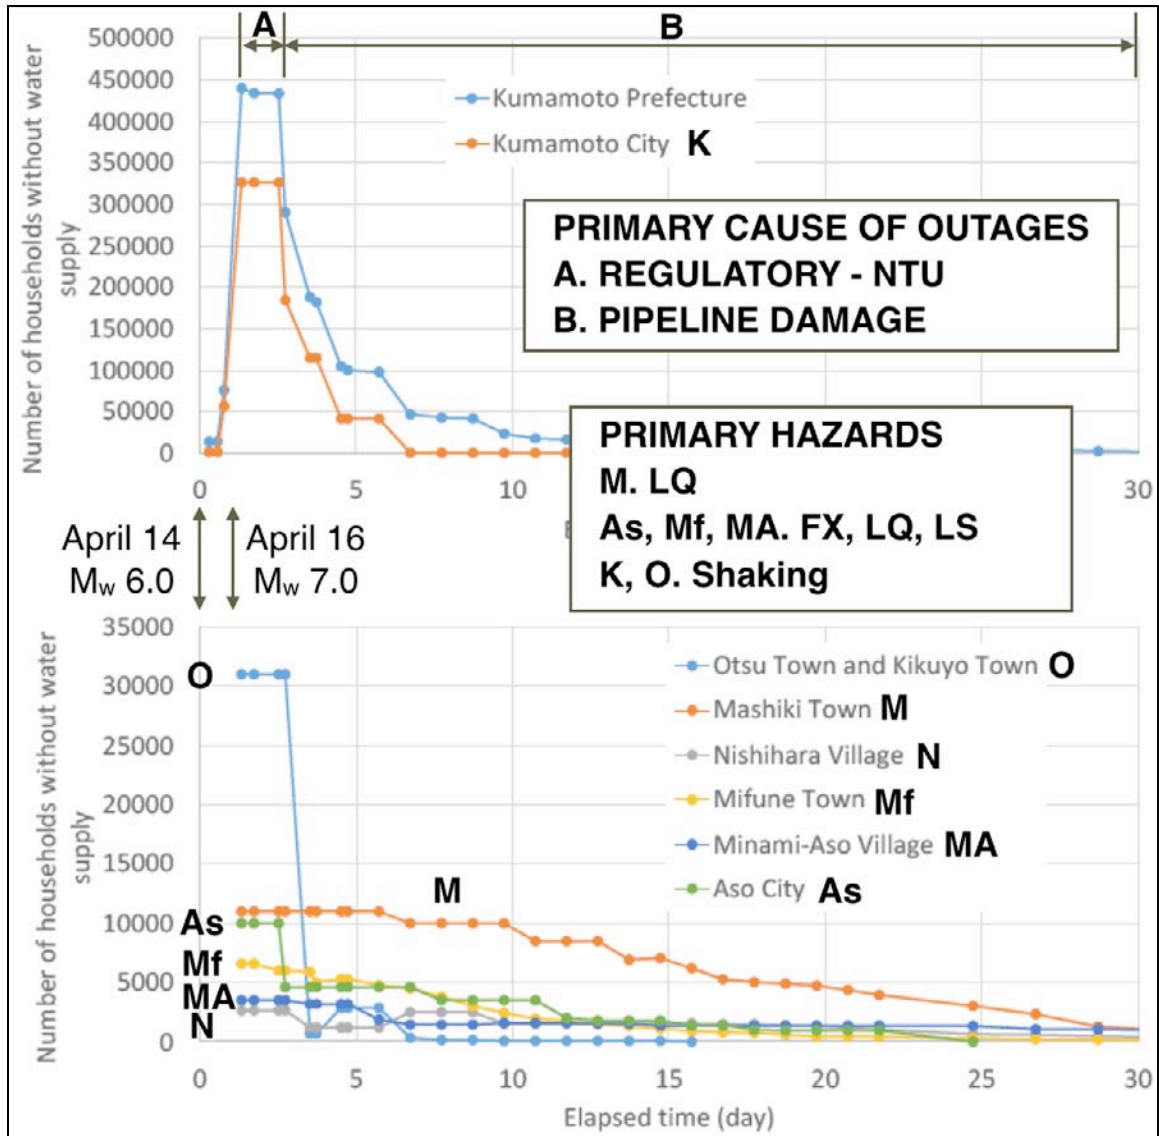 A
B
500000
450000
400000
350000
300000
250000
200000
150000
100000
50000
0
Number of households without water
supply
Kumamoto Prefecture
Kumamoto City K
PRIMARY CAUSE OF OUTAGES
A. REGULATORY - NTU
B. PIPELINE DAMAGE
PRIMARY HAZARDS
M. LQ
As, Mf, MA. FX, LQ, LS
K, O. Shaking
0 5 10 30
April 14
Mw 6.0
April 16
Mw 7.0
35000
30000
25000
20000
15000
10000
5000
0
Number of households without water
supply
O
Otsu Town and Kikuyo Town O
Mashiki Town M
Nishihara Village N
Mifune Town Mf
Minami-Aso Village MA
Aso City As
M
As
Mf
MA
N
0 5 10 15 20 25 30
Elapsed time (day)